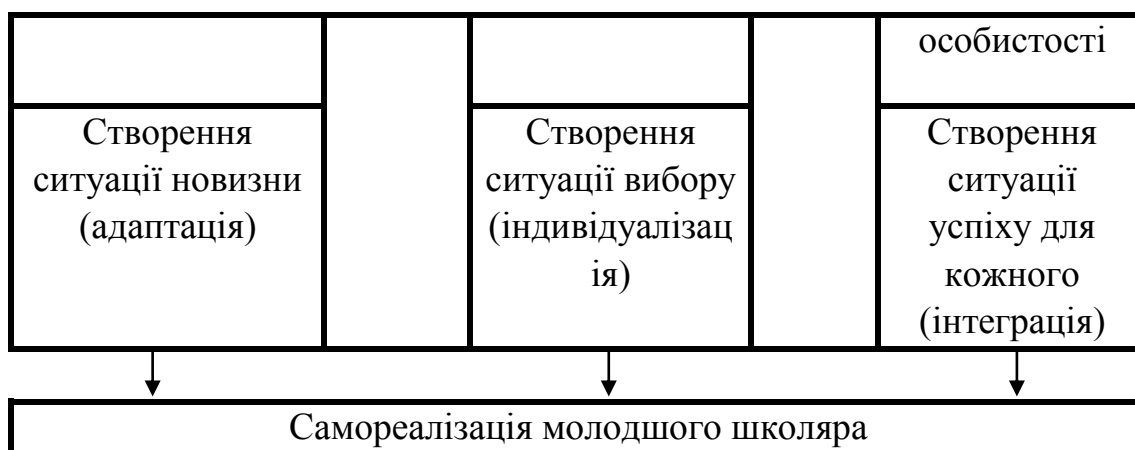 особистості
Створення
ситуації новизни
(адаптація)
Створення
ситуації вибору
(індивідуалізац
ія)
Створення
ситуації
успіху для
кожного
(інтеграція)
Самореалізація молодшого школяра